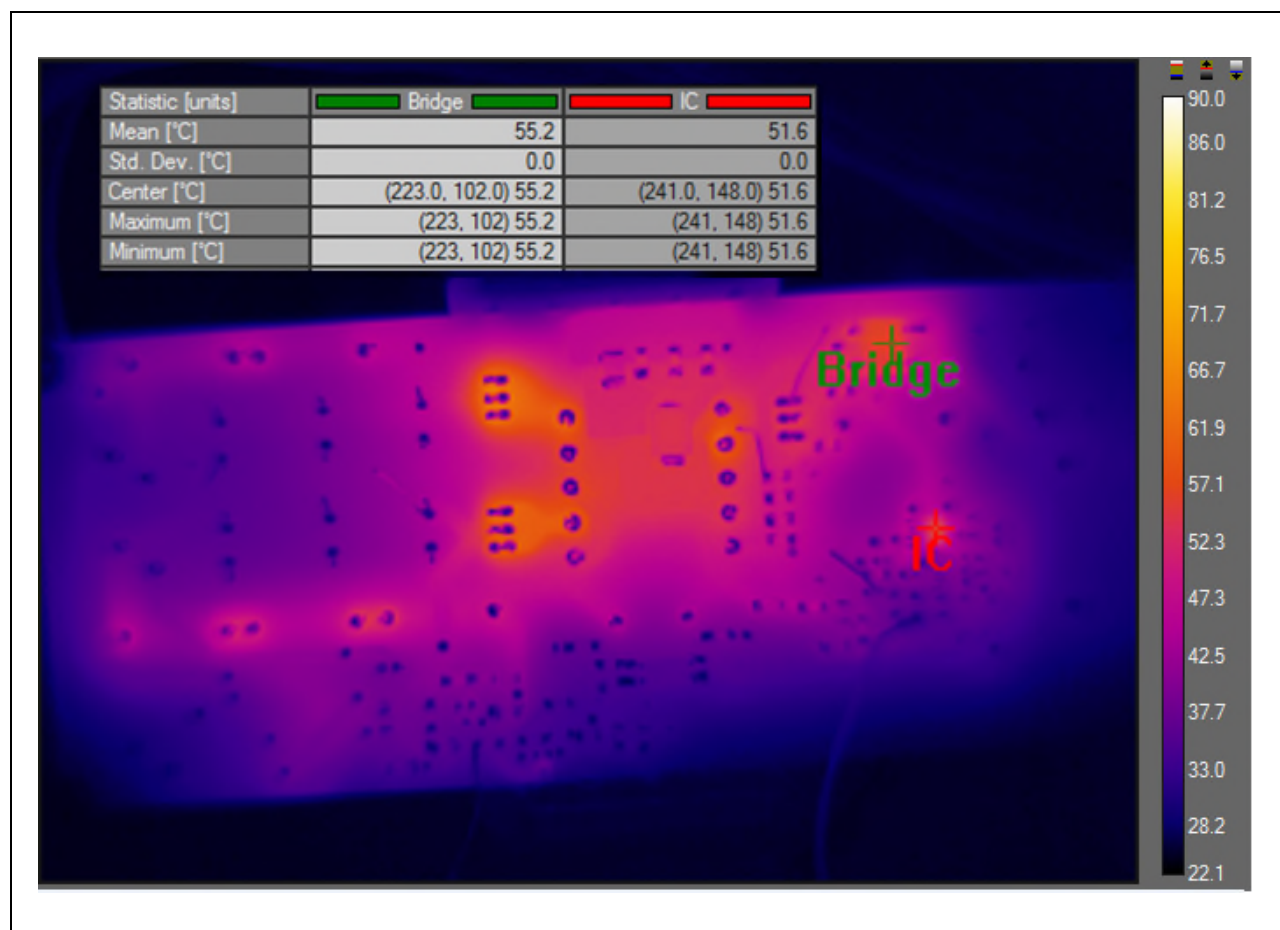 Statistic [units] Bridge IC
Mean [°C] 55.2 51.6
Std. Dev. [°C] 0.0 0.0
Center [°C] (223.0, 102.0) 55.2 (241.0, 148.0) 51.6
Maximum [°C] (223, 102) 55.2 (241, 148) 51.6
Minimum [°C] (223, 102) 55.2 (241, 148) 51.6
Bridge
IC
90.0
86.0
81.2
76.5
71.7
66.7
61.9
57.1
52.3
47.3
42.5
37.7
33.0
28.2
22.1